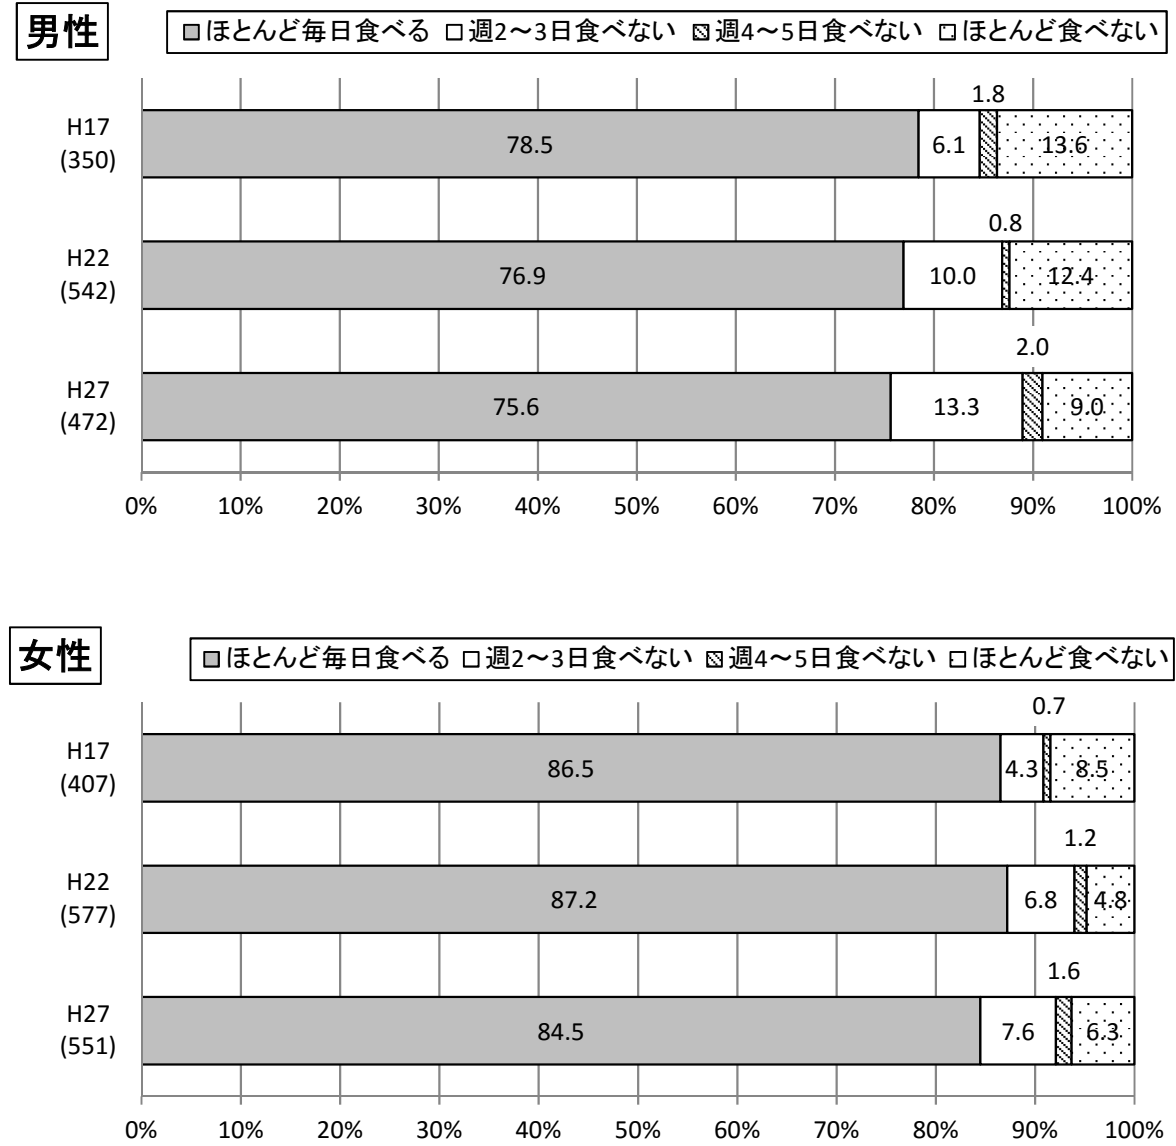 男性
■ほとんど毎日食べる □週2～3日食べない ▧週4～5日食べない ⊡ほとんど食べない
1.8
H17
(350)
78.5 6.1 13.6
0.8
H22
(542)
76.9 10.0 12.4
2.0
H27
(472)
75.6 13.3 9.0
0% 10% 20% 30% 40% 50% 60% 70% 80% 90% 100%
女性
■ほとんど毎日食べる □週2～3日食べない ▧週4～5日食べない ⊡ほとんど食べない
0.7
H17
(407)
86.5 4.3 8.5
1.2
H22
(577)
87.2 6.8 4.8
1.6
H27
(551)
84.5 7.6 6.3
0% 10% 20% 30% 40% 50% 60% 70% 80% 90% 100%